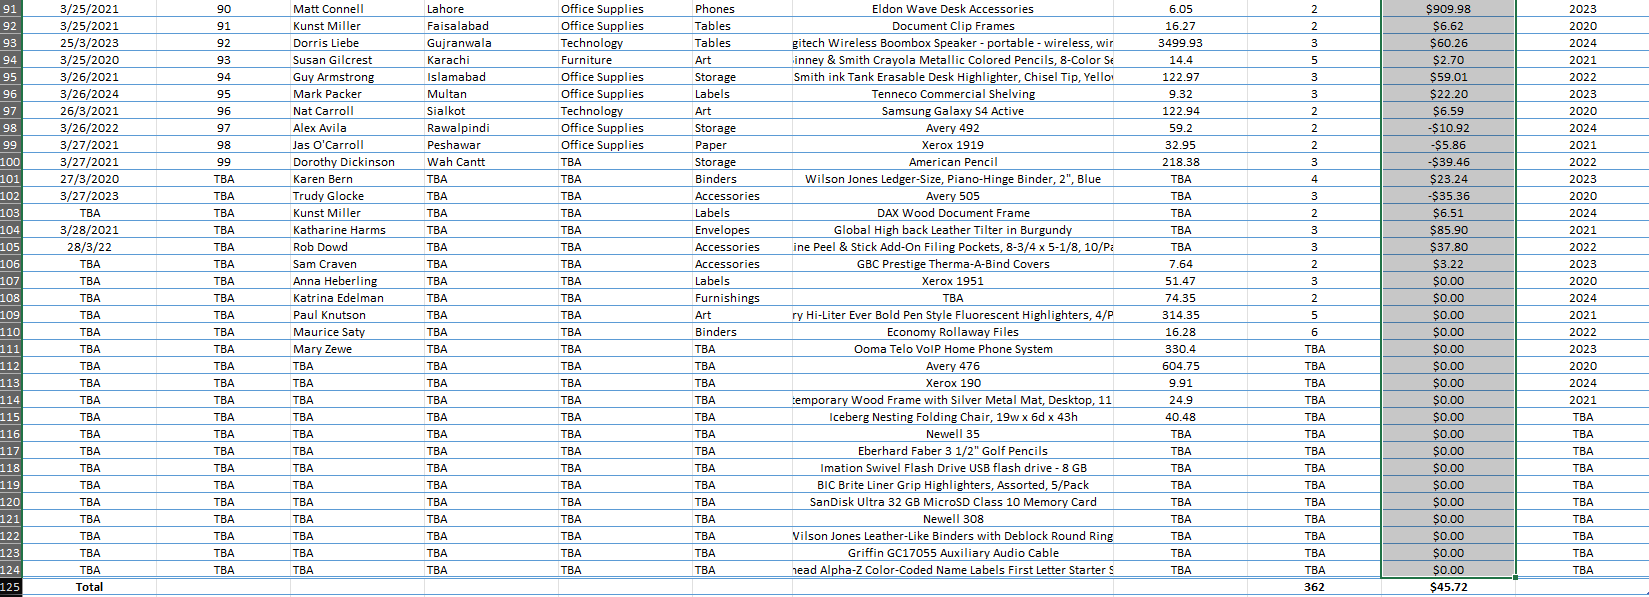 91 3/25/2021 90 Matt Connell Lahore Office Supplies Phones Eldon Wave Desk Accessories 6.05 2 $909.98 2023
92 3/25/2021 91 Kunst Miller Faisalabad Office Supplies Tables Document Clip Frames 16.27 2 $6.62 2020
93 25/3/2023 92 Dorris Liebe Gujranwala Technology Tables gitech Wireless Boombox Speaker - portable - wireless, wir 3499.93 3 $60.26 2024
94 3/25/2020 93 Susan Gilcrest Karachi Furniture Art inney & Smith Crayola Metallic Colored Pencils, 8-Color Se 14.4 5 $2.70 2021
95 3/26/2021 94 Guy Armstrong Islamabad Office Supplies Storage Smith ink Tank Erasable Desk Highlighter, Chisel Tip, Yellov 122.97 3 $59.01 2022
96 3/26/2024 95 Mark Packer Multan Office Supplies Labels Tenneco Commercial Shelving 9.32 3 $22.20 2023
97 26/3/2021 96 Nat Carroll Sialkot Technology Art Samsung Galaxy S4 Active 122.94 2 $6.59 2020
98 3/26/2022 97 Alex Avila Rawalpindi Office Supplies Storage Avery 492 59.2 2 -$10.92 2024
99 3/27/2021 98 Jas O'Carroll Peshawar Office Supplies Paper Xerox 1919 32.95 2 -$5.86 2021
100 3/27/2021 99 Dorothy Dickinson Wah Cantt TBA Storage American Pencil 218.38 3 -$39.46 2022
101 27/3/2020 TBA Karen Bern TBA TBA Binders Wilson Jones Ledger-Size, Piano-Hinge Binder, 2", Blue TBA 4 $23.24 2023
102 3/27/2023 TBA Trudy Glocke TBA TBA Accessories Avery 505 TBA 3 -$35.36 2020
103 TBA TBA Kunst Miller TBA TBA Labels DAX Wood Document Frame TBA 2 $6.51 2024
104 3/28/2021 TBA Katharine Harms TBA TBA Envelopes Global High back Leather Tilter in Burgundy TBA 3 $85.90 2021
105 28/3/22 TBA Rob Dowd TBA TBA Accessories ine Peel & Stick Add-On Filing Pockets, 8-3/4 x 5-1/8, 10/Pa TBA 3 $37.80 2022
106 TBA TBA Sam Craven TBA TBA Accessories GBC Prestige Therma-A-Bind Covers 7.64 2 $3.22 2023
107 TBA TBA Anna Heberling TBA TBA Labels Xerox 1951 51.47 3 $0.00 2020
108 TBA TBA Katrina Edelman TBA TBA Furnishings TBA 74.35 2 $0.00 2024
109 TBA TBA Paul Knutson TBA TBA Art ry Hi-Liter Ever Bold Pen Style Fluorescent Highlighters, 4/P 314.35 5 $0.00 2021
110 TBA TBA Maurice Saty TBA TBA Binders Economy Rollaway Files 16.28 6 $0.00 2022
111 TBA TBA Mary Zewe TBA TBA TBA Ooma Telo VoIP Home Phone System 330.4 TBA $0.00 2023
112 TBA TBA TBA TBA TBA TBA Avery 476 604.75 TBA $0.00 2020
113 TBA TBA TBA TBA TBA TBA Xerox 190 9.91 TBA $0.00 2024
114 TBA TBA TBA TBA TBA TBA temporary Wood Frame with Silver Metal Mat, Desktop, 11 24.9 TBA $0.00 2021
115 TBA TBA TBA TBA TBA TBA Iceberg Nesting Folding Chair, 19w x 6d x 43h 40.48 TBA $0.00 TBA
116 TBA TBA TBA TBA TBA TBA Newell 35 TBA TBA $0.00 TBA
117 TBA TBA TBA TBA TBA TBA Eberhard Faber 3 1/2" Golf Pencils TBA TBA $0.00 TBA
118 TBA TBA TBA TBA TBA TBA Imation Swivel Flash Drive USB flash drive - 8 GB TBA TBA $0.00 TBA
119 TBA TBA TBA TBA TBA TBA BIC Brite Liner Grip Highlighters, Assorted, 5/Pack TBA TBA $0.00 TBA
120 TBA TBA TBA TBA TBA TBA SanDisk Ultra 32 GB MicroSD Class 10 Memory Card TBA TBA $0.00 TBA
121 TBA TBA TBA TBA TBA TBA Newell 308 TBA TBA $0.00 TBA
122 TBA TBA TBA TBA TBA TBA Wilson Jones Leather-Like Binders with Deblock Round Ring TBA TBA $0.00 TBA
123 TBA TBA TBA TBA TBA TBA Griffin GC17055 Auxiliary Audio Cable TBA TBA $0.00 TBA
124 TBA TBA TBA TBA TBA TBA head Alpha-Z Color-Coded Name Labels First Letter Starter S TBA TBA $0.00 TBA
125 Total 362 $45.72